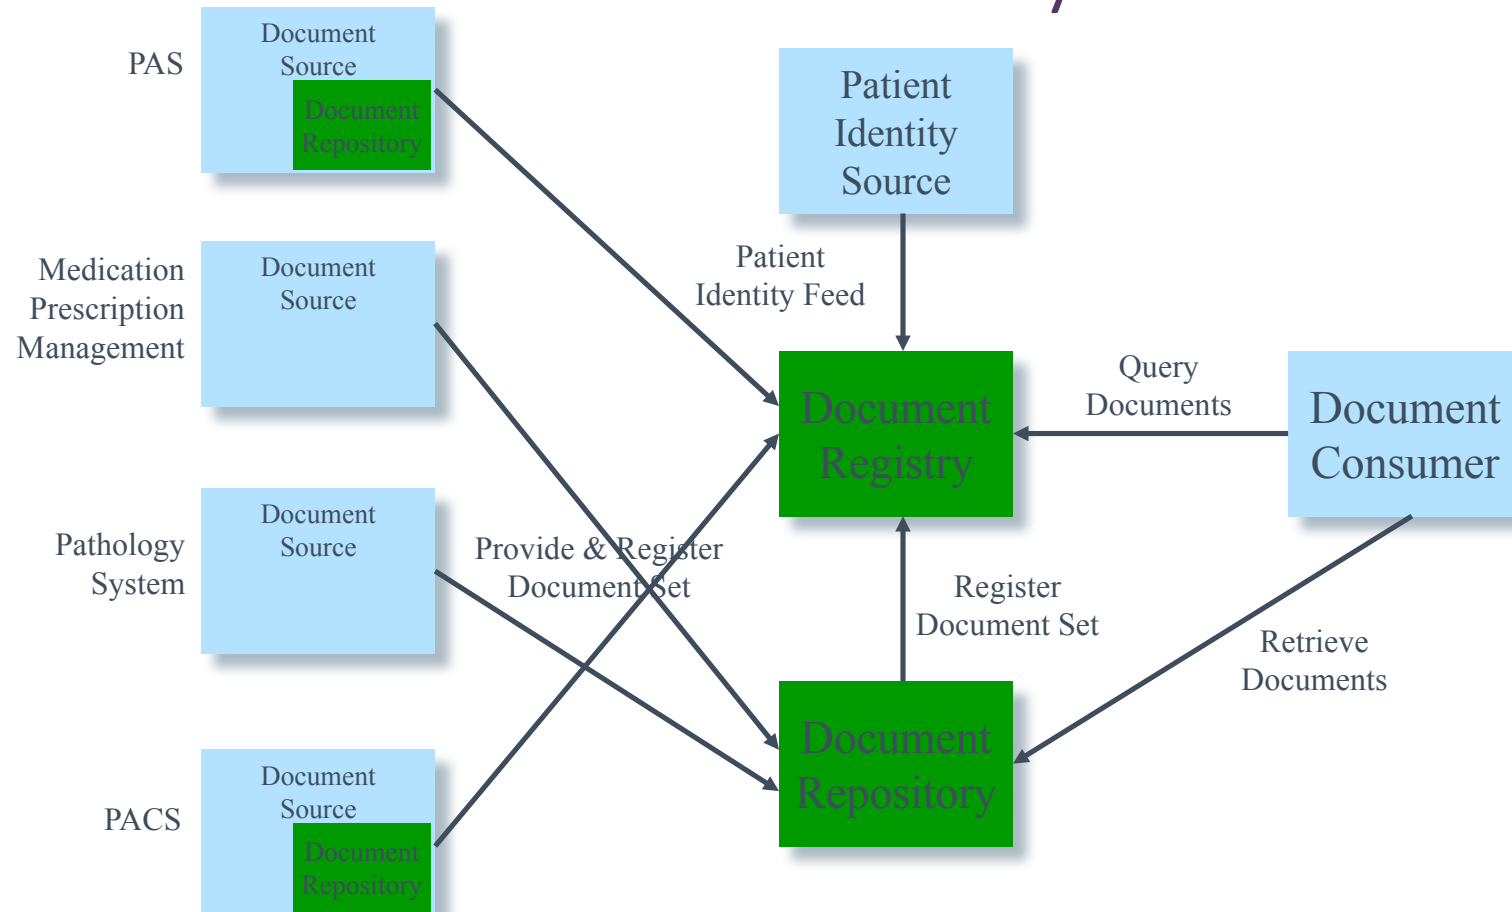 PAS
Document
Source
Document
Repository
Patient
Identity
Source
Medication
Prescription
Management
Document
Source
Patient
Identity Feed
Document
Registry
Query
Documents
Document
Consumer
Pathology
System
Document
Source
Provide & Register
Document Set
Register
Document Set
Retrieve
Documents
Document
Repository
PACS
Document
Source
Document
Repository